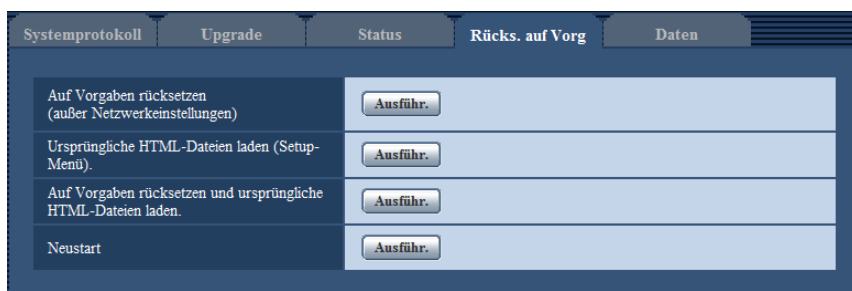 Systemprotokoll Upgrade Status Rücks. auf Vorg Daten
Auf Vorgaben rücksetzen
(außer Netzwerkeinstellungen)
Ausführ.
Ursprüngliche HTML-Dateien laden (Setup-
Menü).
Ausführ.
Auf Vorgaben rücksetzen und ursprüngliche
HTML-Dateien laden.
Ausführ.
Neustart
Ausführ.